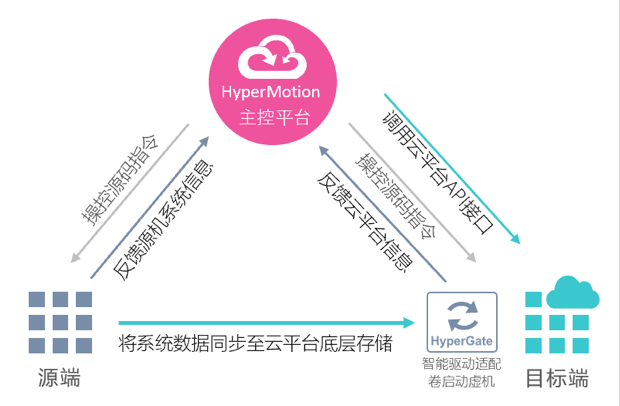 HyperMotion
主控平台
操控源码指令
反馈源机系统信息
调用云平台API接口
操控源码指令
反馈云平台信息
将系统数据同步至云平台底层存储
源端
HyperGate
智能驱动适配
卷启动虚机
目标端